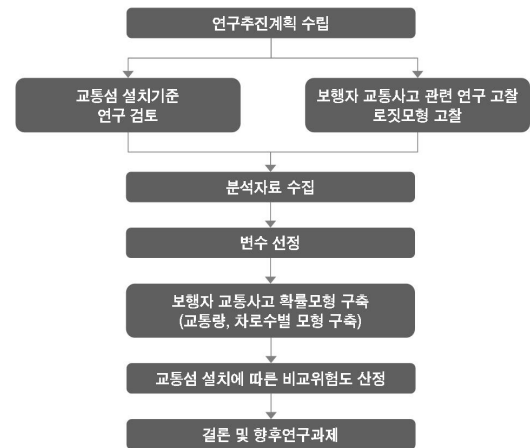 연구추진계획 수립
교통섬 설치기준
연구 검토
보행자 교통사고 관련 연구 고찰
로짓모형 고찰
분석자료 수집
변수 선정
보행자 교통사고 확률모형 구축
(교통량, 차로수별 모형 구축)
교통섬 설치에 따른 비교위험도 산정
결론 및 향후연구과제